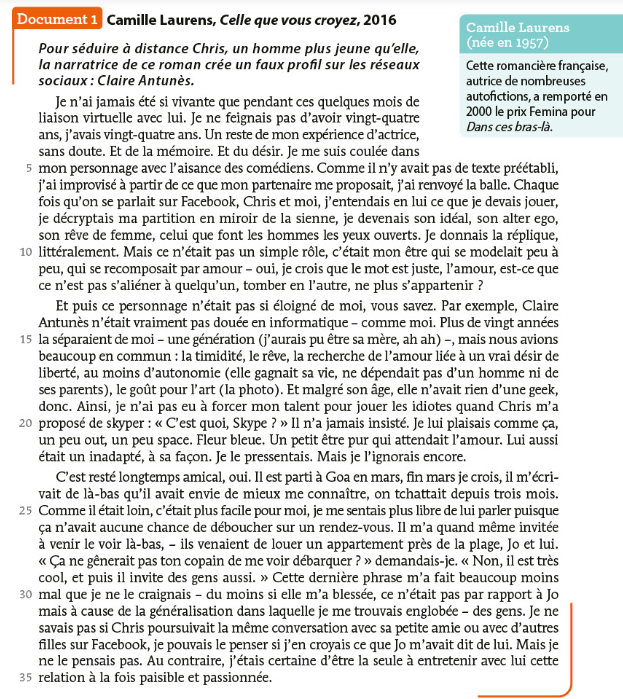 Document 1 Camille Laurens, Celle que vous croyez, 2016
Pour séduire à distance Chris, un homme plus jeune qu'elle,
la narratrice de ce roman crée un faux profil sur les réseaux
sociaux : Claire Antunès.
Je n'ai jamais été si vivante que pendant ces quelques mois de
liaison virtuelle avec lui. Je ne feignais pas d'avoir vingt-quatre
ans, j'avais vingt-quatre ans. Un reste de mon expérience d'actrice,
sans doute. Et de la mémoire. Et du désir. Je me suis coulée dans
5 mon personnage avec l'aisance des comédiens. Comme il n'y avait pas de texte préétabli,
j'ai improvisé à partir de ce que mon partenaire me proposait, j'ai renvoyé la balle. Chaque
fois qu'on se parlait sur Facebook, Chris et moi, j'entendais en lui ce que je devais jouer,
je décryptais ma partition en miroir de la sienne, je devenais son idéal, son alter ego,
son rêve de femme, celui que font les hommes les yeux ouverts. Je donnais la réplique,
10 littéralement. Mais ce n'était pas un simple rôle, c'était mon être qui se modelait peu à
peu, qui se recomposait par amour – oui, je crois que le mot est juste, l'amour, est-ce que
ce n'est pas s'aliéner à quelqu'un, tomber en l'autre, ne plus s'appartenir ?
Et puis ce personnage n'était pas si éloigné de moi, vous savez. Par exemple, Claire
Antunès n'était vraiment pas douée en informatique – comme moi. Plus de vingt années
15 la séparaient de moi – une génération (j'aurais pu être sa mère, ah ah) –, mais nous avions
beaucoup en commun : la timidité, le rêve, la recherche de l'amour liée à un vrai désir de
liberté, au moins d'autonomie (elle gagnait sa vie, ne dépendait pas d'un homme ni de
ses parents), le goût pour l'art (la photo). Et malgré son âge, elle n'avait rien d'une geek,
donc. Ainsi, je n'ai pas eu à forcer mon talent pour jouer les idiotes quand Chris m'a
20 proposé de skyper : « C'est quoi, Skype ? » Il n'a jamais insisté. Je lui plaisais comme ça,
un peu out, un peu space. Fleur bleue. Un petit être pur qui attendait l'amour. Lui aussi
était un inadapté, à sa façon. Je le pressentais. Mais je l'ignorais encore.
C'est resté longtemps amical, oui. Il est parti à Goa en mars, fin mars je crois, il m'écri-
vait de là-bas qu'il avait envie de mieux me connaître, on tchattait depuis trois mois.
25 Comme il était loin, c'était plus facile pour moi, je me sentais plus libre de lui parler puisque
ça n'avait aucune chance de déboucher sur un rendez-vous. Il m'a quand même invitée
à venir le voir là-bas, – ils venaient de louer un appartement près de la plage, Jo et lui.
« Ça ne gênerait pas ton copain de me voir débarquer ? » demandais-je. « Non, il est très
cool, et puis il invite des gens aussi. » Cette dernière phrase m'a fait beaucoup moins
30 mal que je ne le craignais – du moins si elle m'a blessée, ce n'était pas par rapport à Jo
mais à cause de la généralisation dans laquelle je me trouvais englobée – des gens. Je ne
savais pas si Chris poursuivait la même conversation avec sa petite amie ou avec d'autres
filles sur Facebook, je pouvais le penser si j'en croyais ce que Jo m'avait dit de lui. Mais je
ne le pensais pas. Au contraire, j'étais certaine d'être la seule à entretenir avec lui cette
35 relation à la fois paisible et passionnée.
Camille Laurens
(née en 1957)
Cette romancière française,
autrice de nombreuses
autofictions, a remporté en
2000 le prix Femina pour
Dans ces bras-là.